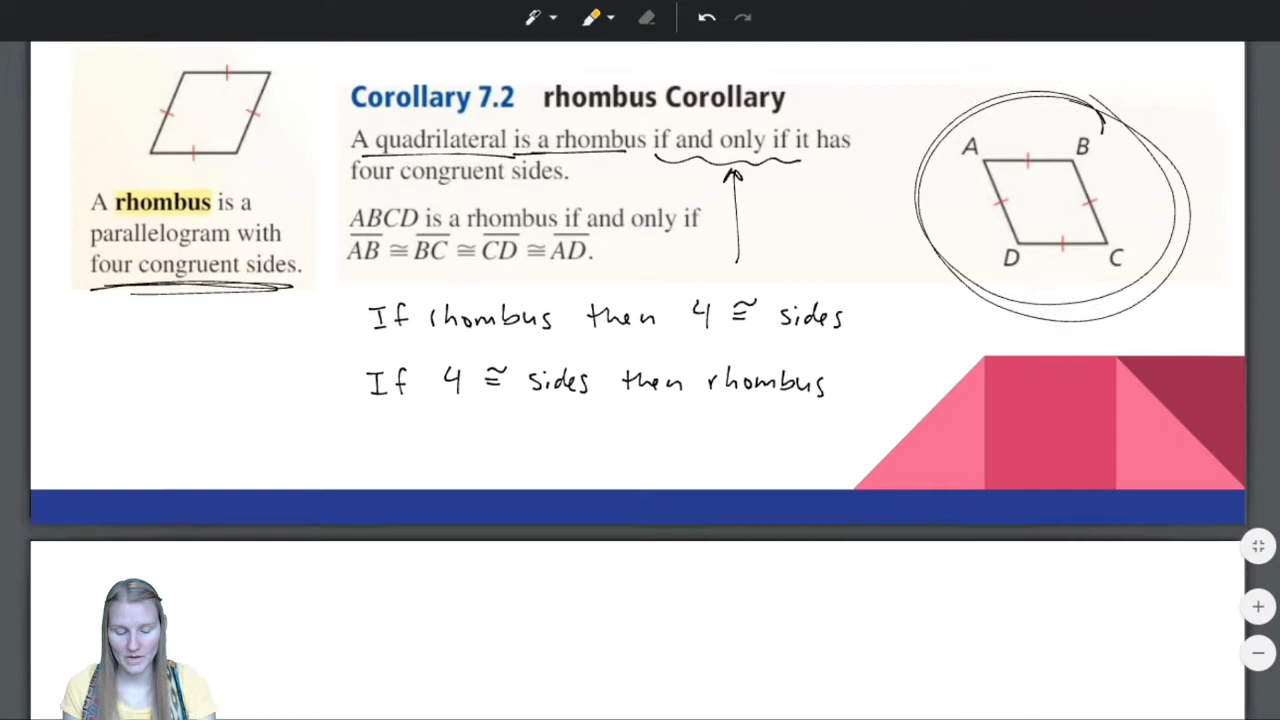 A rhombus is a
parallelogram with
four congruent sides.
Corollary 7.2 rhombus Corollary
A quadrilateral is a rhombus if and only if it has
four congruent sides.
ABCD is a rhombus if and only if
AB ≅ BC ≅ CD ≅ AD.
A B
D C
If rhombus then 4 ≅ sides
If 4 ≅ sides then rhombus